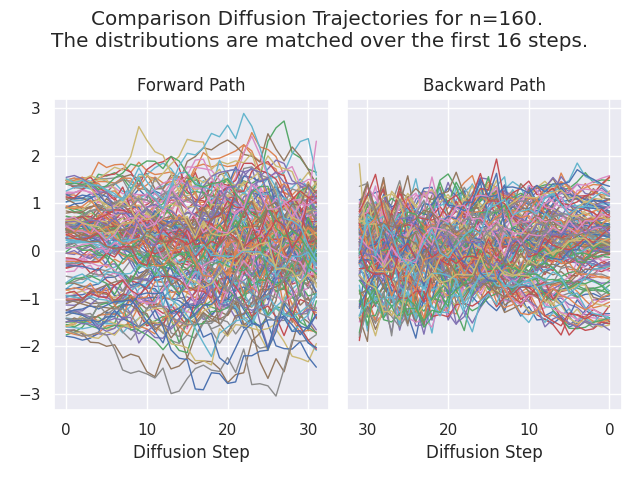 Comparison Diffusion Trajectories for n=160.
The distributions are matched over the first 16 steps.
Forward Path
Backward Path
3
2
1
0
−1
−2
−3
0 10 20 30
30 20 10 0
Diffusion Step
Diffusion Step